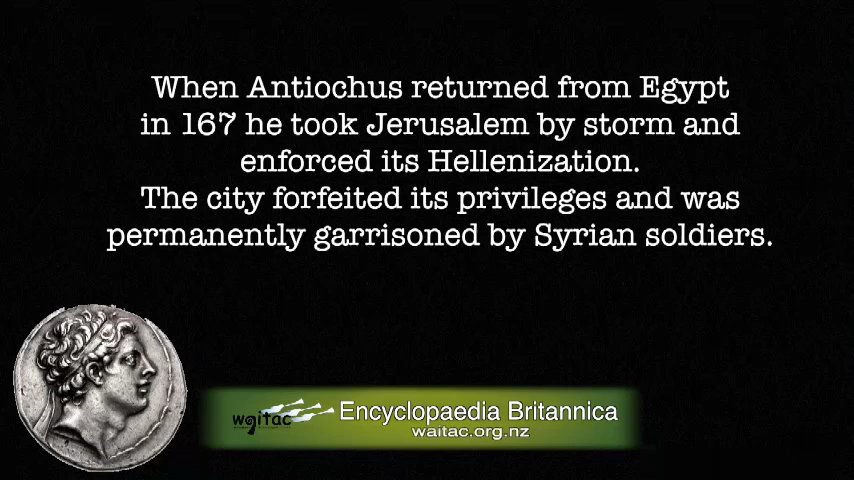 When Antiochus returned from Egypt
in 167 he took Jerusalem by storm and
enforced its Hellenization.
The city forfeited its privileges and was
permanently garrisoned by Syrian soldiers.
waitac
Encyclopaedia Britannica
waitac.org.nz